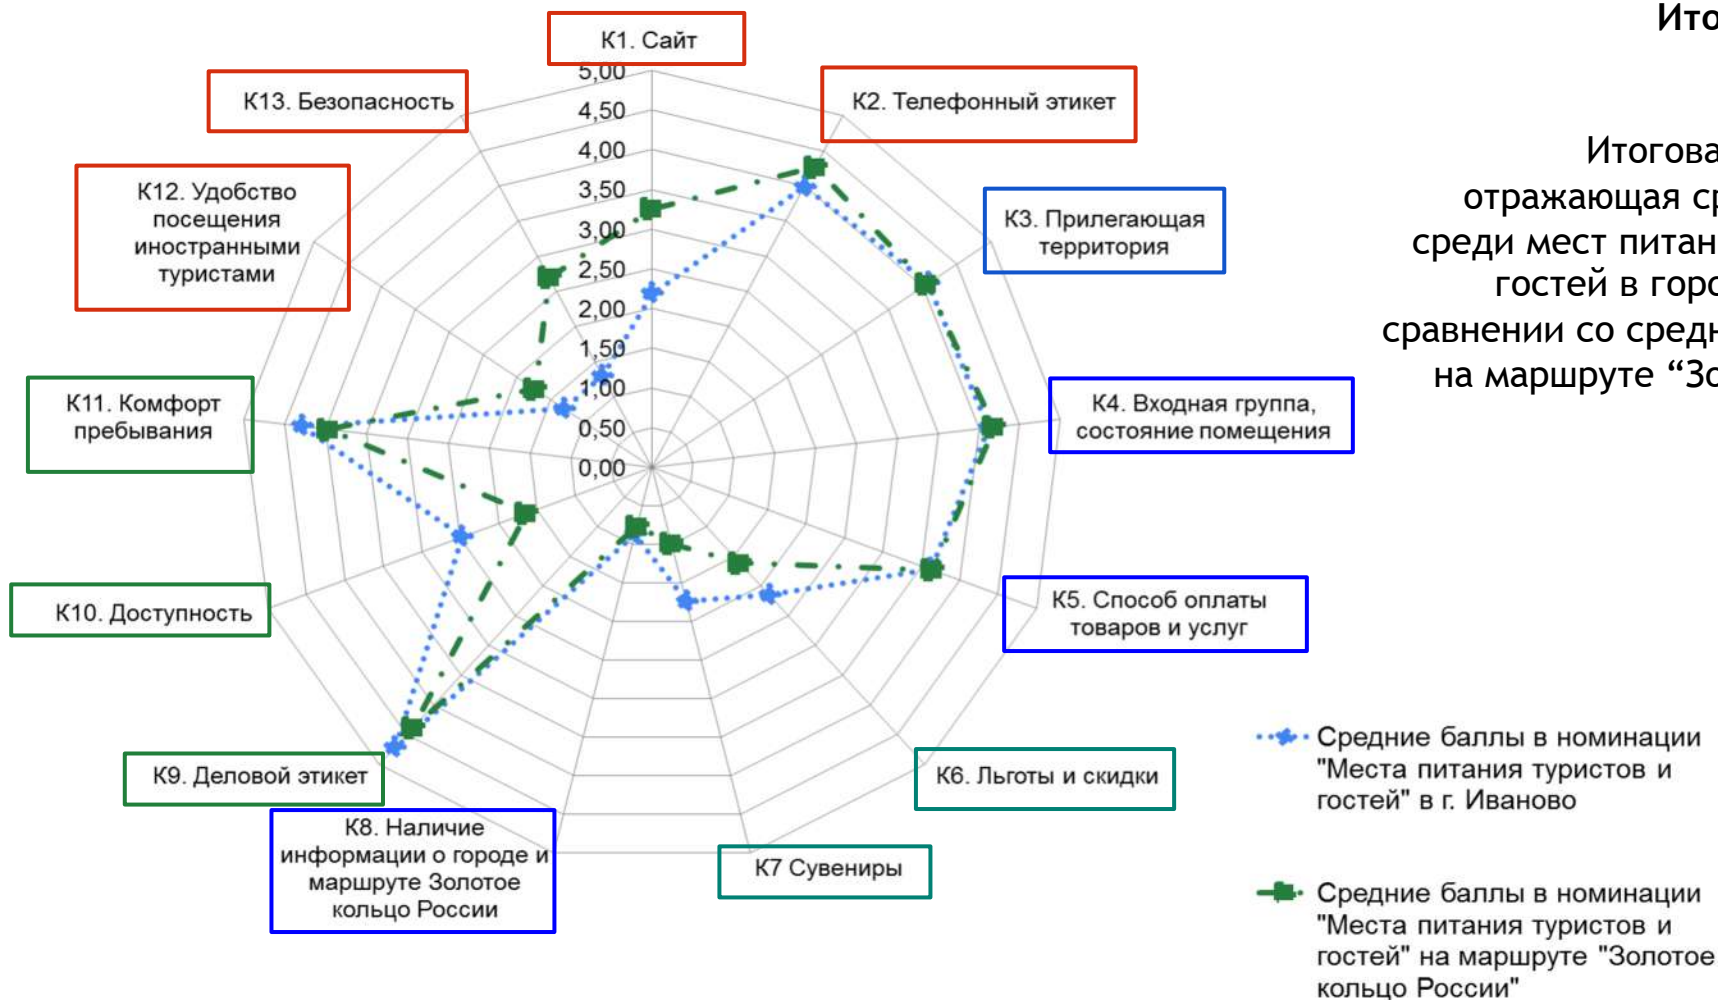 Ито
К1. Сайт
5,00
4,50
4,00
3,50
3,00
2,50
2,00
1,50
1,00
0,50
0,00
К2. Телефонный этикет
К3. Прилегающая
территория
К4. Входная группа,
состояние помещения
К5. Способ оплаты
товаров и услуг
К6. Льготы и скидки
К7 Сувениры
К8. Наличие
информации о городе и
маршруте Золотое
кольцо России
К9. Деловой этикет
К10. Доступность
К11. Комфорт
пребывания
К12. Удобство
посещения
иностранными
туристами
К13. Безопасность
Итогова
отражающая ср
среди мест питан
гостей в горо
сравнении со средн
на маршруте “Зо
Средние баллы в номинации
"Места питания туристов и
гостей" в г. Иваново
Средние баллы в номинации
"Места питания туристов и
гостей" на маршруте "Золотое
кольцо России"